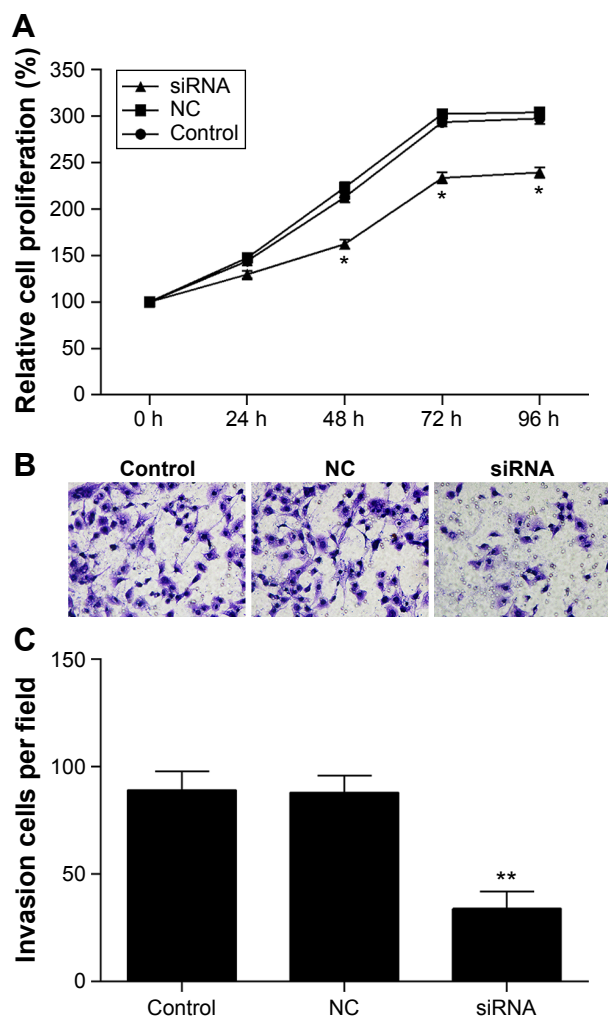 A
Relative cell proliferation (%)
350
300
250
200
150
100
50
0
siRNA
NC
Control
*
*
*
0 h 24 h 48 h 72 h 96 h
B
Control NC siRNA
C
Invasion cells per field
150
100
50
0
**
Control NC siRNA